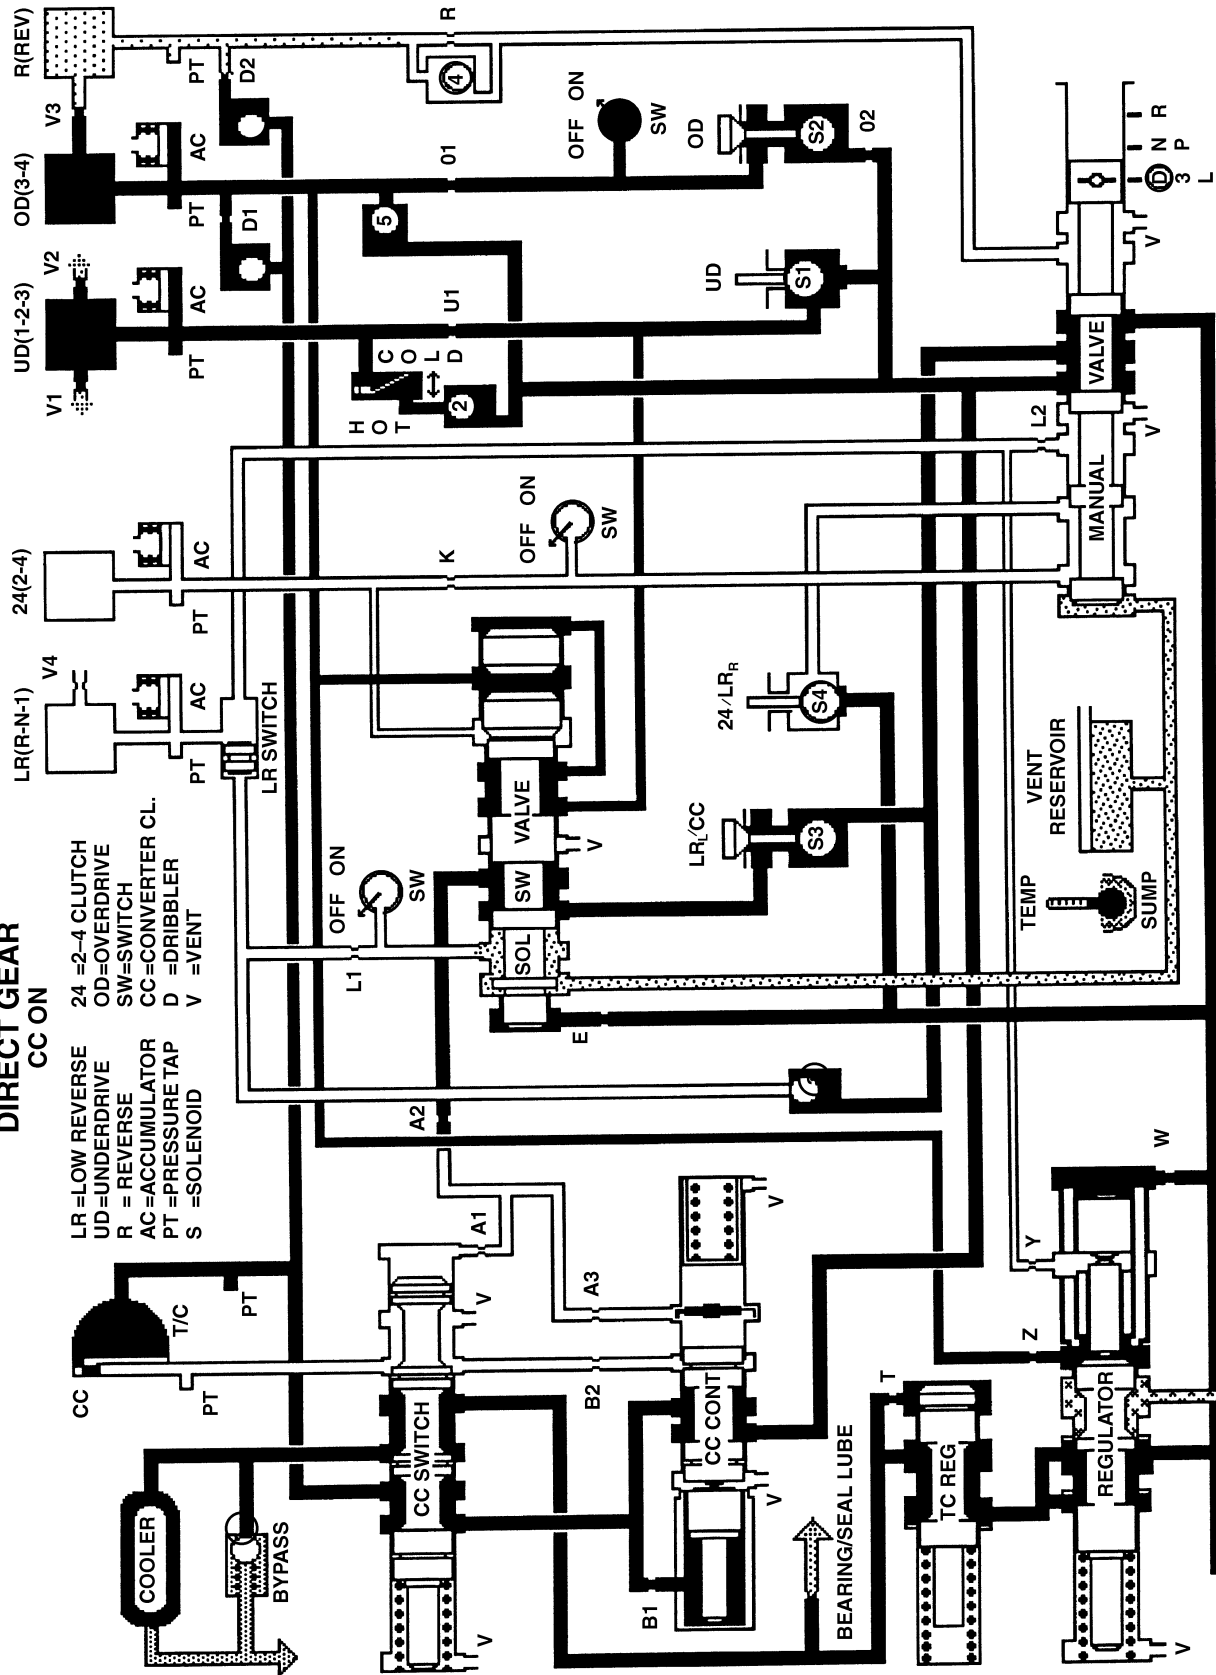 DIRECT GEAR
CC ON
LR =LOW REVERSE
UD=UNDERDRIVE
R = REVERSE
AC=ACCUMULATOR
PT =PRESSURE TAP
S =SOLENOID
24 =2–4 CLUTCH
OD=OVERDRIVE
SW=SWITCH
CC=CONVERTER CL.
D =DRIBBLER
V =VENT
COOLER
BYPASS
CC
T/C
PT
PT
LR(R-N-1)
V4
PT
AC
LR SWITCH
24(2-4)
PT
AC
V1
UD(1-2-3)
V2
PT
AC
OD(3-4)
V3
PT
AC
R(REV)
PT
D1
D2
R
4
5
2
HOT
COLD
U1
01
K
OFF ON
SW
OFF ON
SW
OFF ON
SW
L1
CC SWITCH
V
V
A1
A2
A3
B1
B2
CC CONT
V
V
SOL
SW
VALVE
V
E
LRL/CC
S3
24/LRR
S4
UD
S1
OD
S2
02
BEARING/SEAL LUBE
T
TC REG
REGULATOR
V
Z
Y
W
TEMP
SUMP
VENT
RESERVOIR
MANUAL
VALVE
L2
V
V
D N R
3 P
L